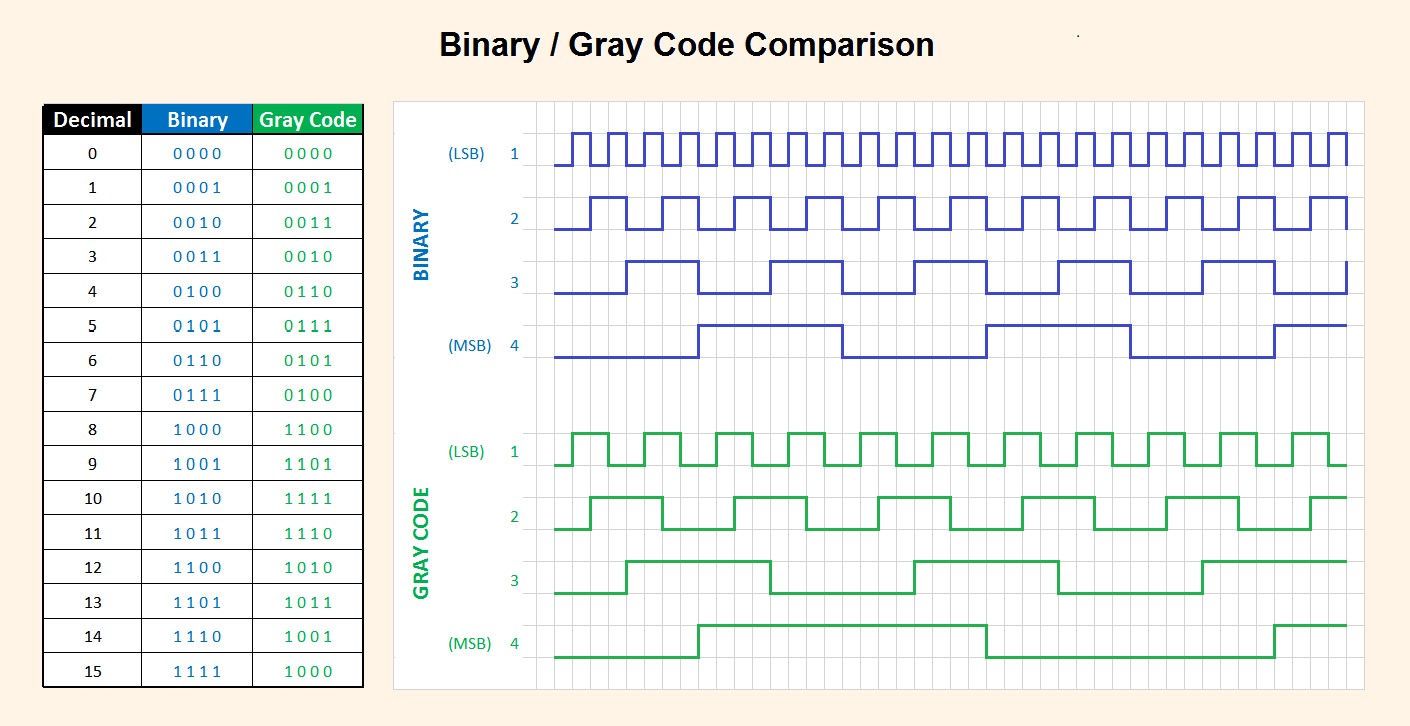 Binary / Gray Code Comparison
Decimal Binary Gray Code
0 0 0 0 0 0 0 0 0
1 0 0 0 1 0 0 0 1
2 0 0 1 0 0 0 1 1
3 0 0 1 1 0 0 1 0
4 0 1 0 0 0 1 1 0
5 0 1 0 1 0 1 1 1
6 0 1 1 0 0 1 0 1
7 0 1 1 1 0 1 0 0
8 1 0 0 0 1 1 0 0
9 1 0 0 1 1 1 0 1
10 1 0 1 0 1 1 1 1
11 1 0 1 1 1 1 1 0
12 1 1 0 0 1 0 1 0
13 1 1 0 1 1 0 1 1
14 1 1 1 0 1 0 0 1
15 1 1 1 1 1 0 0 0
BINARY
(LSB) 1
2
3
(MSB) 4
GRAY CODE
(LSB) 1
2
3
(MSB) 4